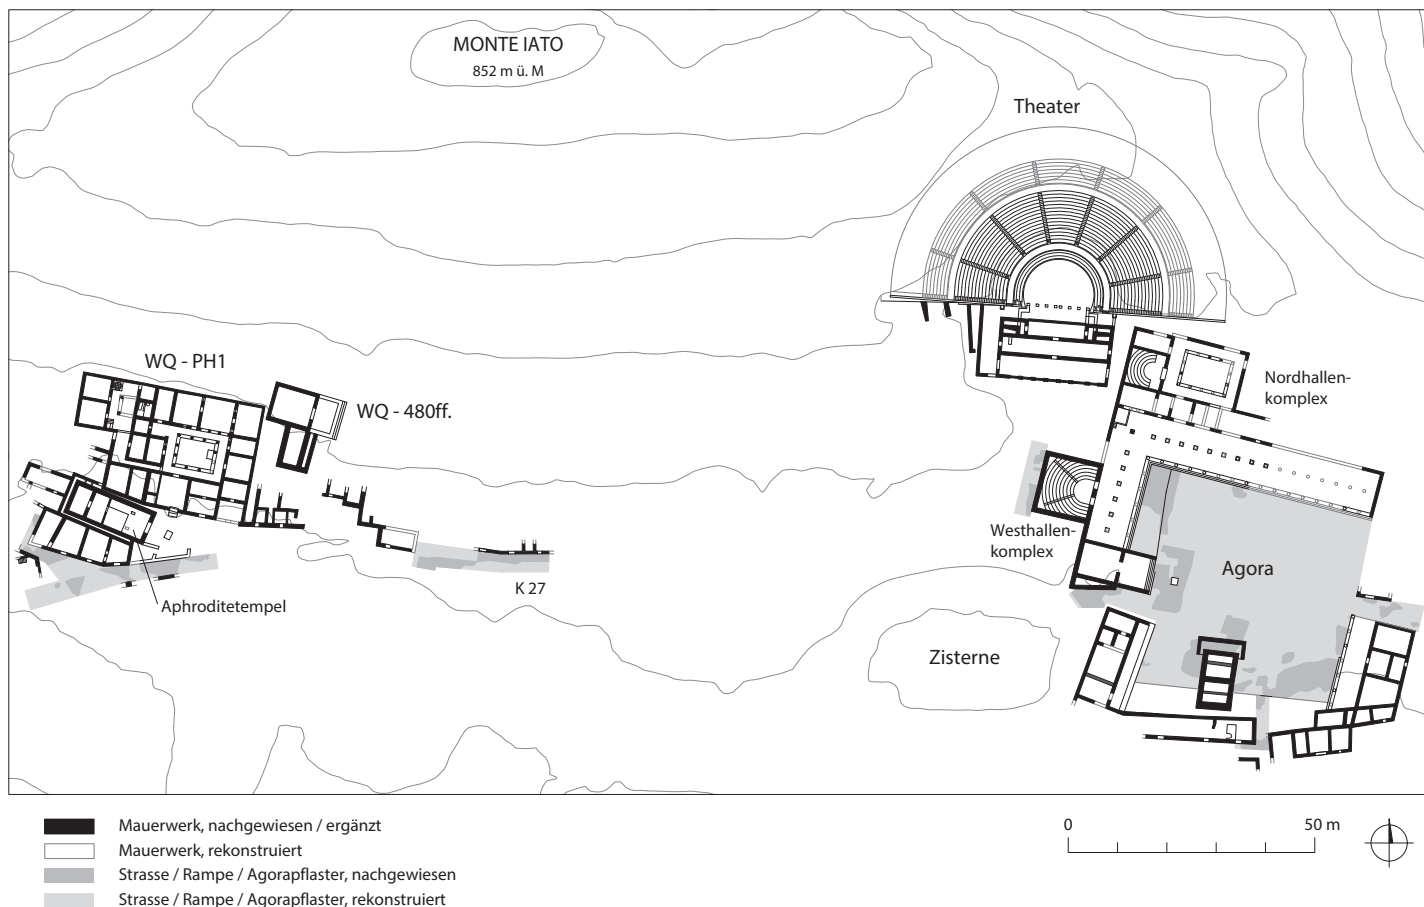 MONTE IATO
852 m ü. M
Theater
WQ - PH1
WQ - 480ff.
Nordhallen-
komplex
Westhallen-
komplex
Agora
K 27
Aphroditetempel
Zisterne
Mauerwerk, nachgewiesen / ergänzt
Mauerwerk, rekonstruiert
Strasse / Rampe / Agorapflaster, nachgewiesen
Strasse / Rampe / Agorapflaster, rekonstruiert
0 50 m